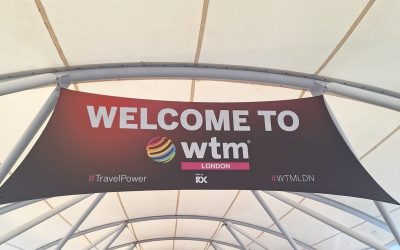 WELCOME TO
wtm®
LONDON
#TravelPower
RX
#WTMLDN